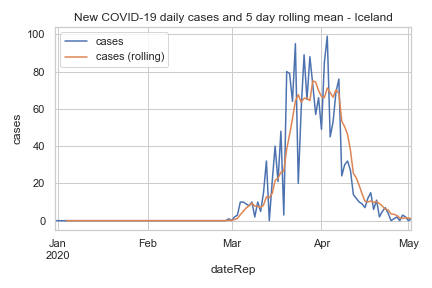 New COVID-19 daily cases and 5 day rolling mean - Iceland
cases
cases (rolling)
100
80
60
40
20
0
cases
Jan
2020
Feb
Mar
Apr
May
dateRep